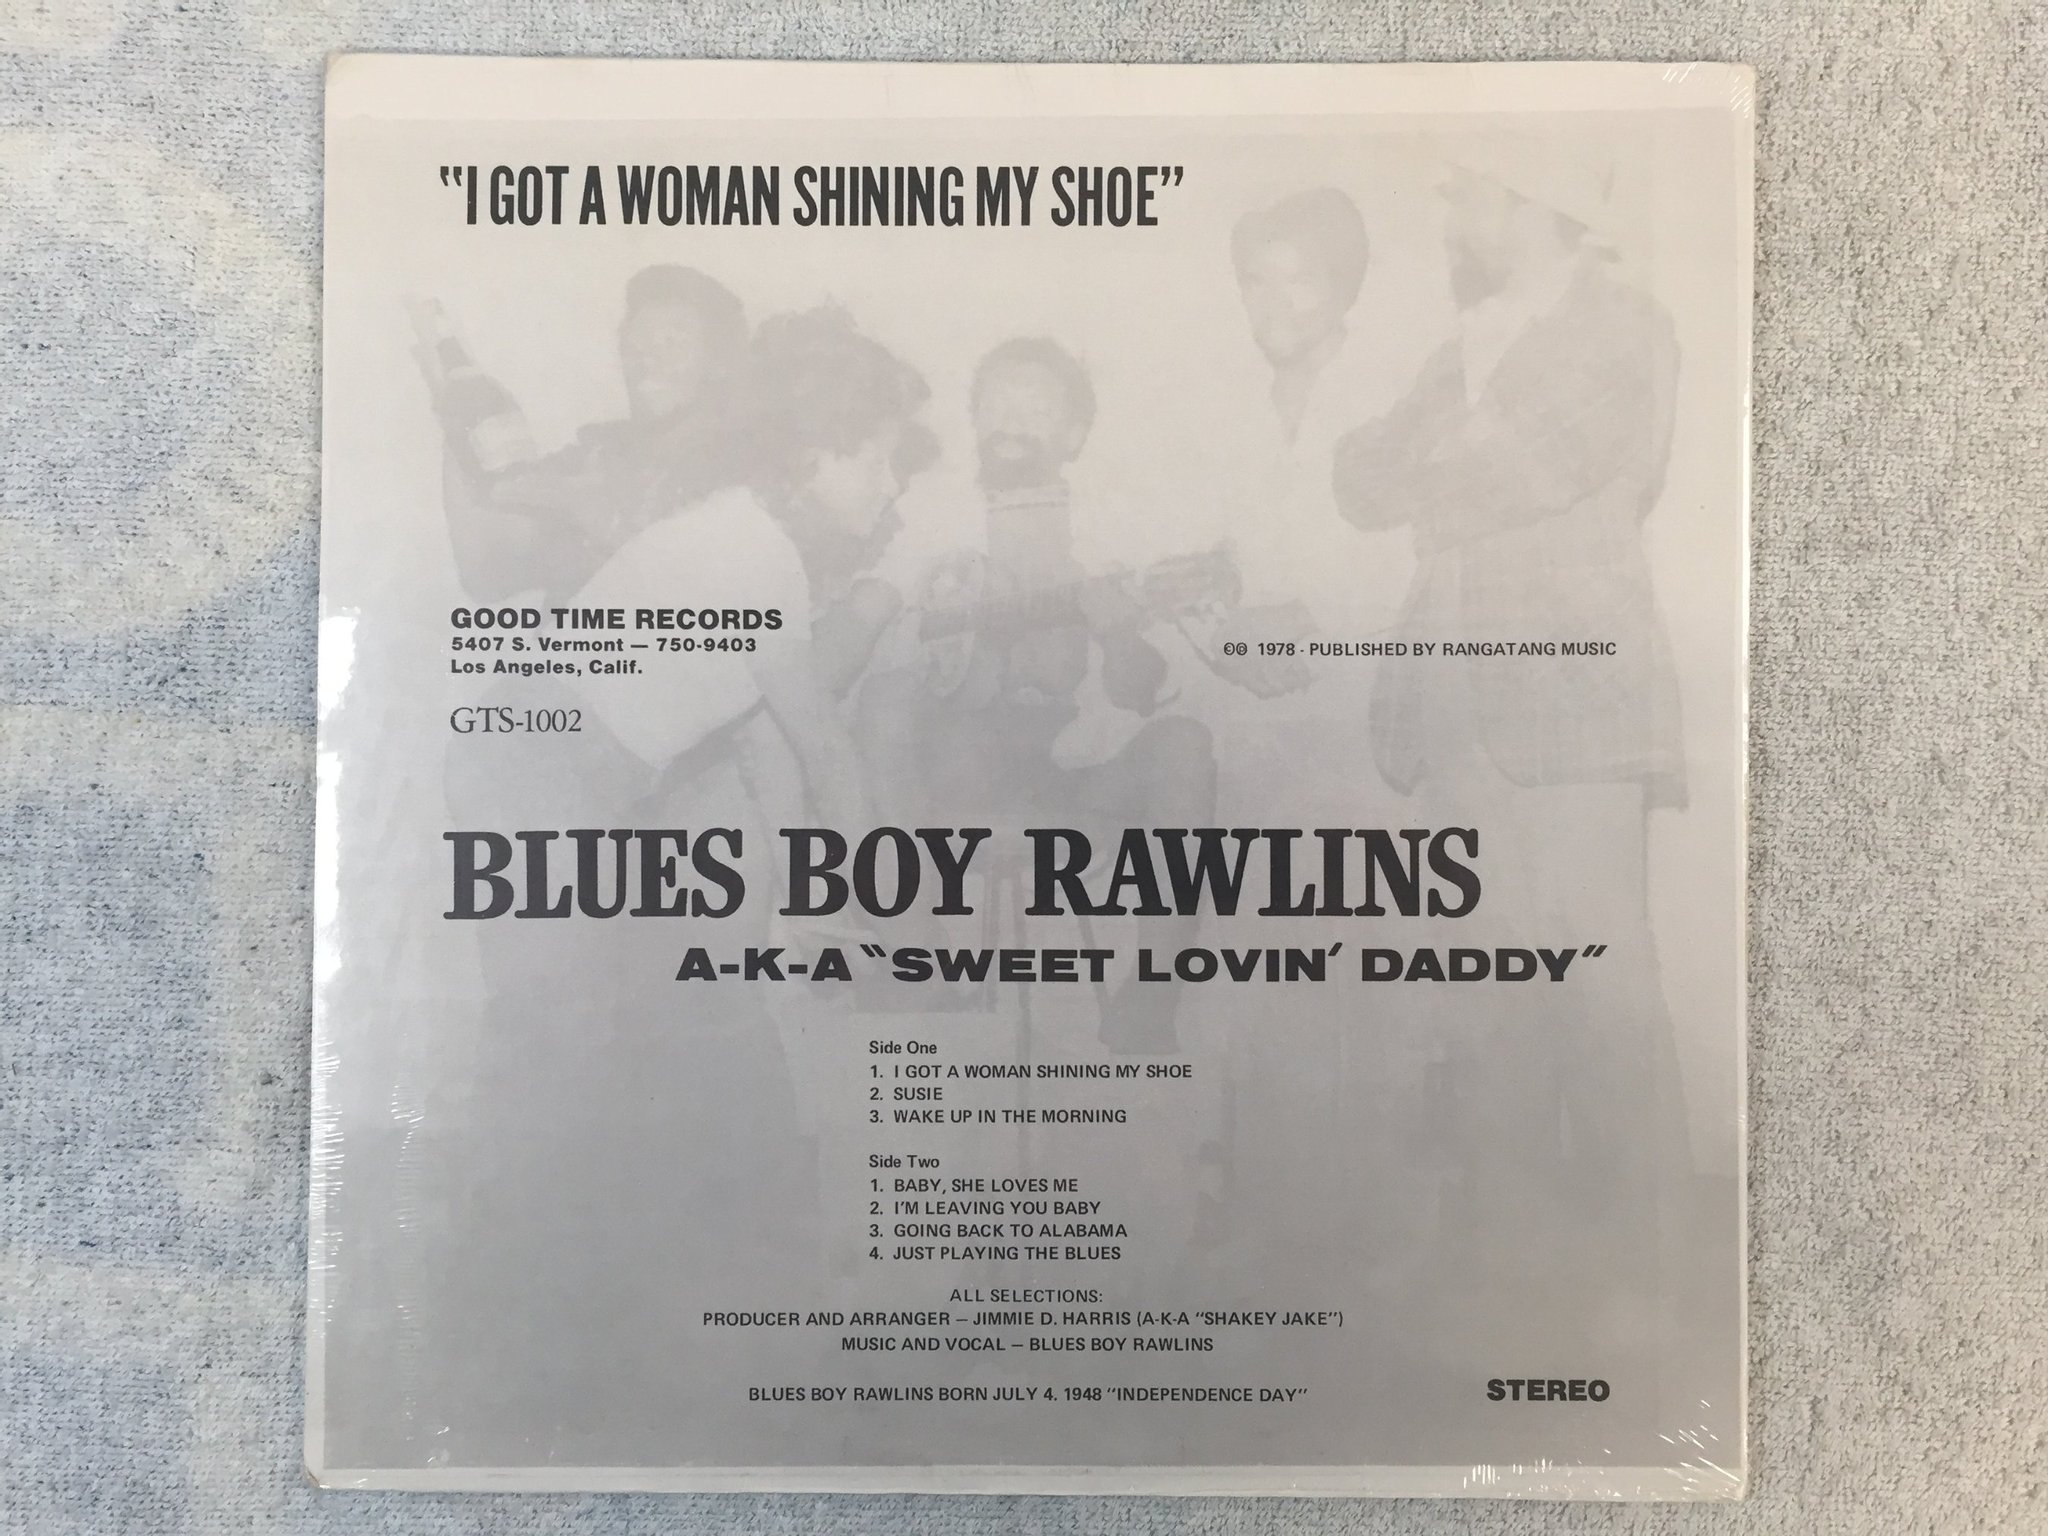 "I GOT A WOMAN SHINING MY SHOE"
GOOD TIME RECORDS
5407 S. Vermont — 750-9403
Los Angeles, Calif.
©℗ 1978 - PUBLISHED BY RANGATANG MUSIC
GTS-1002
BLUES BOY RAWLINS
A-K-A "SWEET LOVIN' DADDY"
Side One
1. I GOT A WOMAN SHINING MY SHOE
2. SUSIE
3. WAKE UP IN THE MORNING
Side Two
1. BABY, SHE LOVES ME
2. I'M LEAVING YOU BABY
3. GOING BACK TO ALABAMA
4. JUST PLAYING THE BLUES
ALL SELECTIONS:
PRODUCER AND ARRANGER — JIMMIE D. HARRIS (A-K-A "SHAKEY JAKE")
MUSIC AND VOCAL — BLUES BOY RAWLINS
BLUES BOY RAWLINS BORN JULY 4. 1948 "INDEPENDENCE DAY"
STEREO